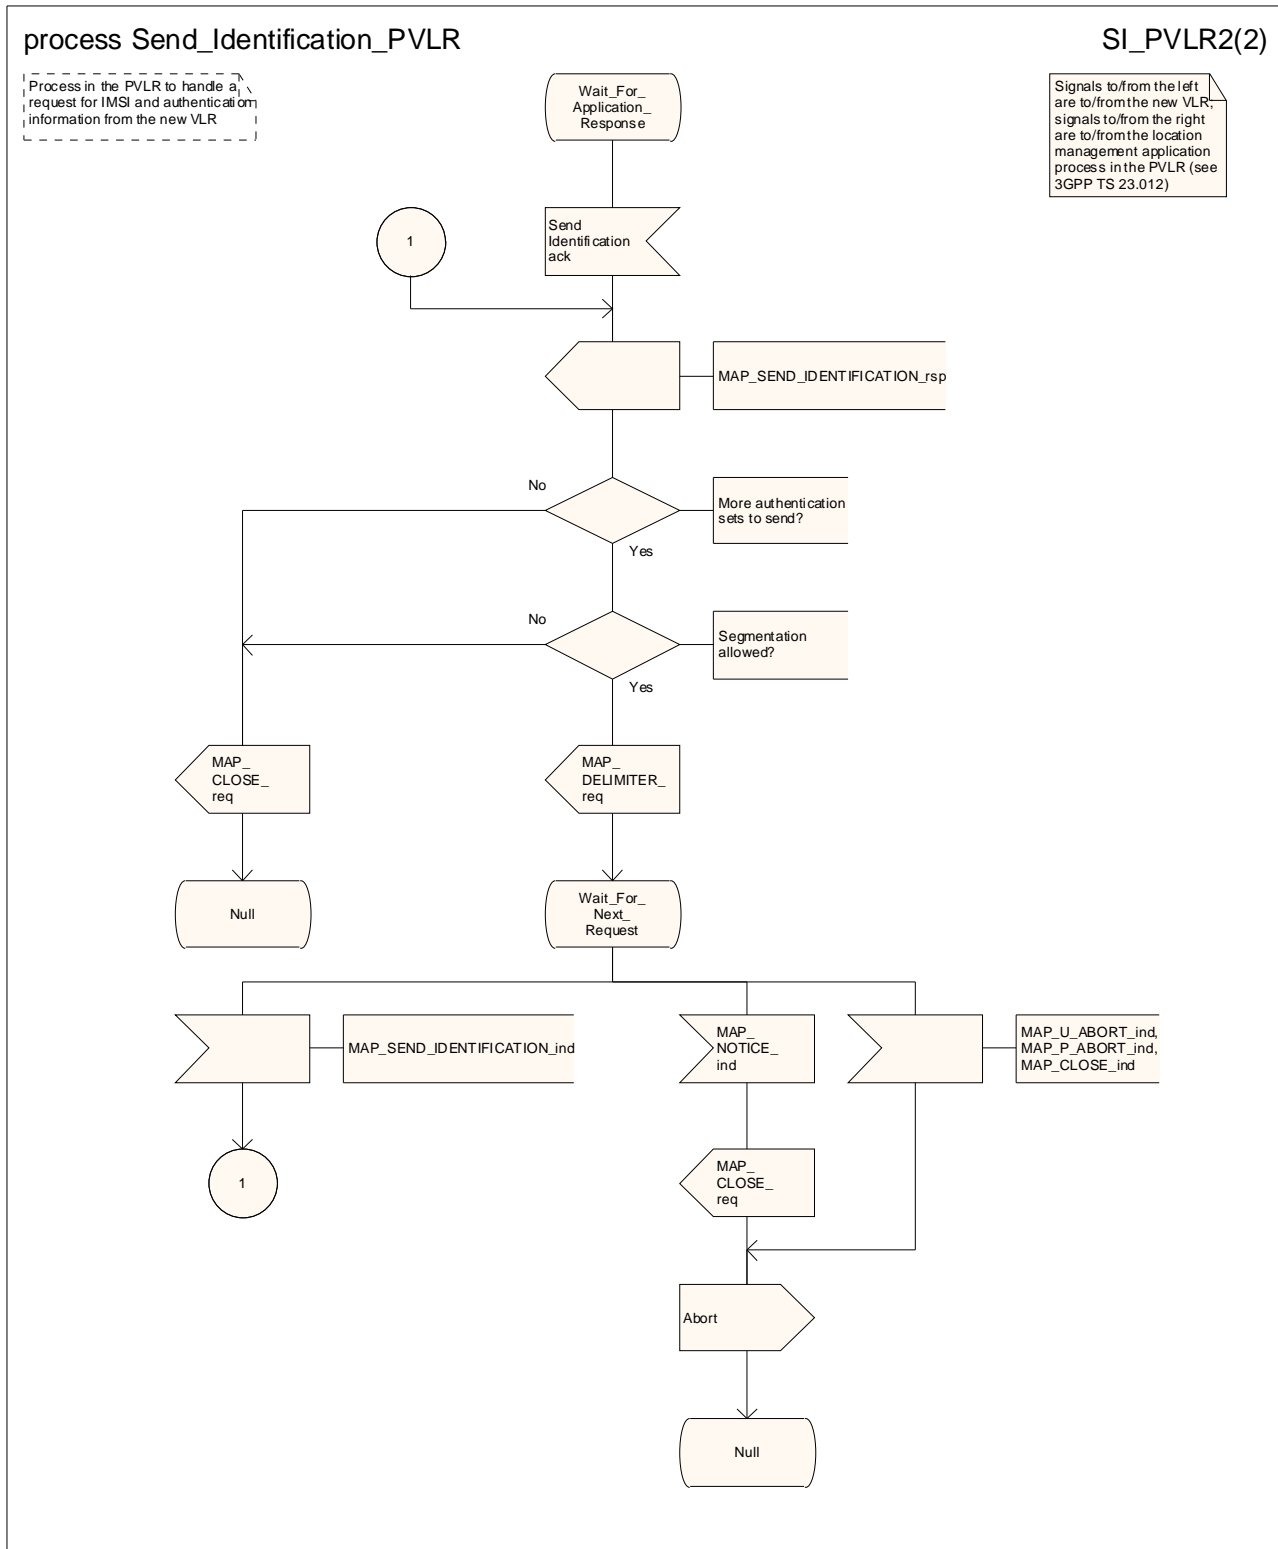 process Send_Identification_PVLR
SI_PVLR2(2)
Process in the PVLR to handle a
request for IMSI and authentication
information from the new VLR
Wait_For_
Application_
Response
Signals to/from the left
are to/from the new VLR;
signals to/from the right
are to/from the location
management application
process in the PVLR (see
3GPP TS 23.012)
1
Send
Identification
ack
MAP_SEND_IDENTIFICATION_rsp
No
More authentication
sets to send?
Yes
No
Segmentation
allowed?
Yes
MAP_
CLOSE_
req
MAP_
DELIMITER_
req
Null
Wait_For_
Next_
Request
MAP_SEND_IDENTIFICATION_ind
MAP_
NOTICE_
ind
MAP_U_ABORT_ind,
MAP_P_ABORT_ind,
MAP_CLOSE_ind
1
MAP_
CLOSE_
req
Abort
Null